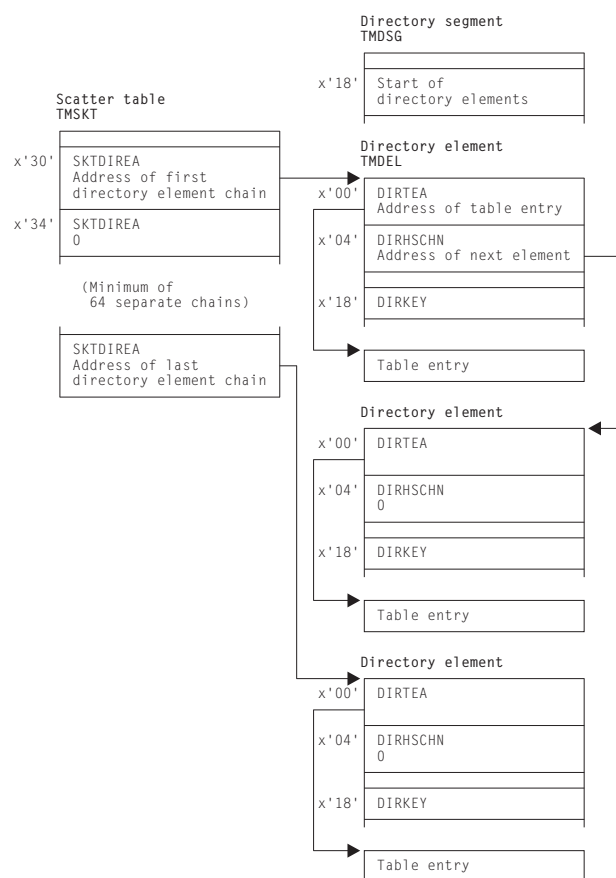 Directory segment
TMDSG
x'18' Start of
directory elements
Scatter table
TMSKT
x'30' SKTDIREA
Address of first
directory element chain
x'34' SKTDIREA
0
(Minimum of
64 separate chains)
SKTDIREA
Address of last
directory element chain
Directory element
TMDEL
x'00' DIRTEA
Address of table entry
x'04' DIRHSCHN
Address of next element
x'18' DIRKEY
Table entry
Directory element
x'00' DIRTEA
x'04' DIRHSCHN
0
x'18' DIRKEY
Table entry
Directory element
x'00' DIRTEA
x'04' DIRHSCHN
0
x'18' DIRKEY
Table entry